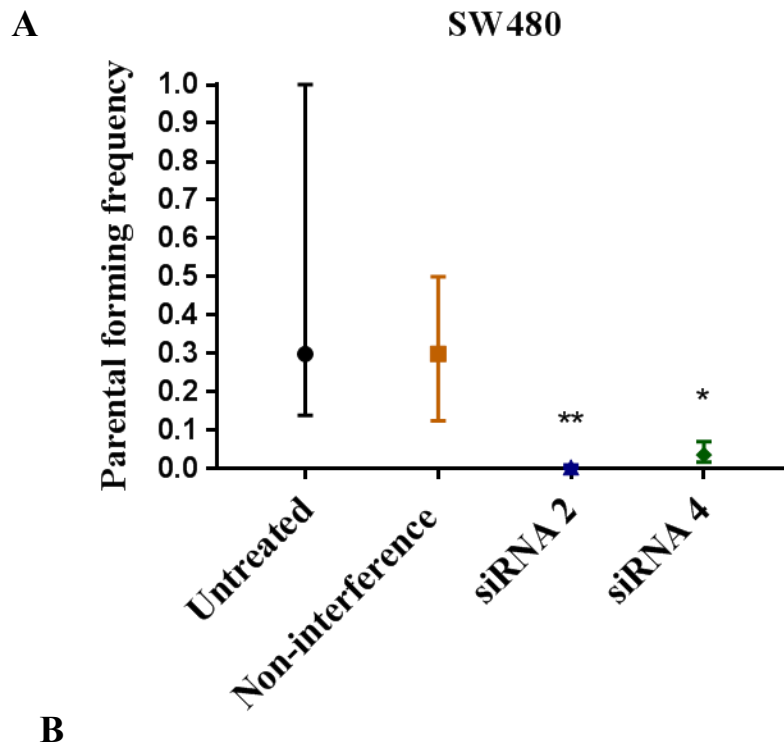 A
SW480
Parental forming frequency
1.0
0.9
0.8
0.7
0.6
0.5
0.4
0.3
0.2
0.1
0.0
**
*
Untreated
Non-interference
siRNA 2
siRNA 4
B